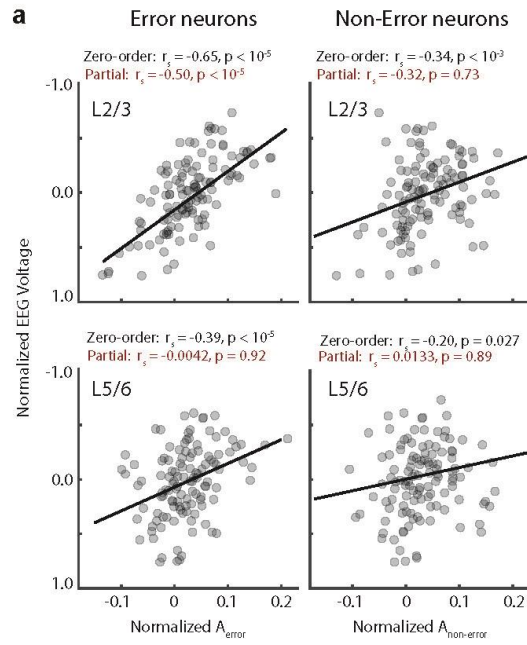 a
Error neurons
Non-Error neurons
Zero-order: rs = -0.65, p < 10-5
Partial: rs = -0.50, p < 10-5
Zero-order: rs = -0.34, p < 10-3
Partial: rs = -0.32, p = 0.73
Normalized EEG Voltage
-1.0
0.0
1.0
L2/3
L2/3
Zero-order: rs = -0.39, p < 10-5
Partial: rs = -0.0042, p = 0.92
Zero-order: rs = -0.20, p = 0.027
Partial: rs = 0.0133, p = 0.89
-1.0
0.0
1.0
L5/6
L5/6
-0.1 0 0.1 0.2
-0.1 0 0.1 0.2
Normalized Aerror
Normalized Anon-error